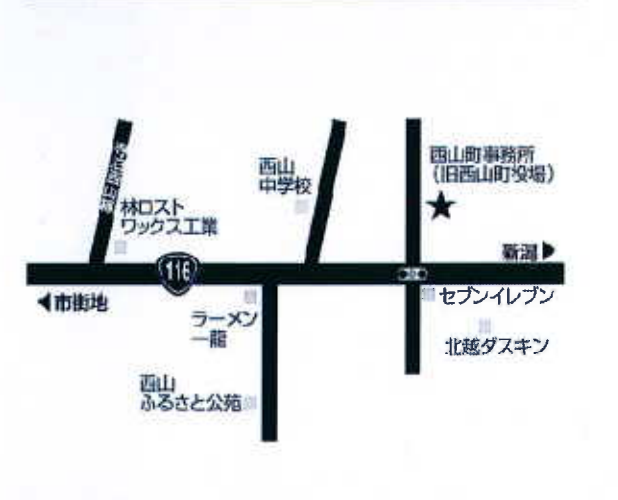 西山町事務所
(旧西山町役場)
西山
中学校
林ロスト
ワックス工業
新潟
116
市街地
セブンイレブン
ラーメン
一龍
北越ダスキン
西山
ふるさと公苑